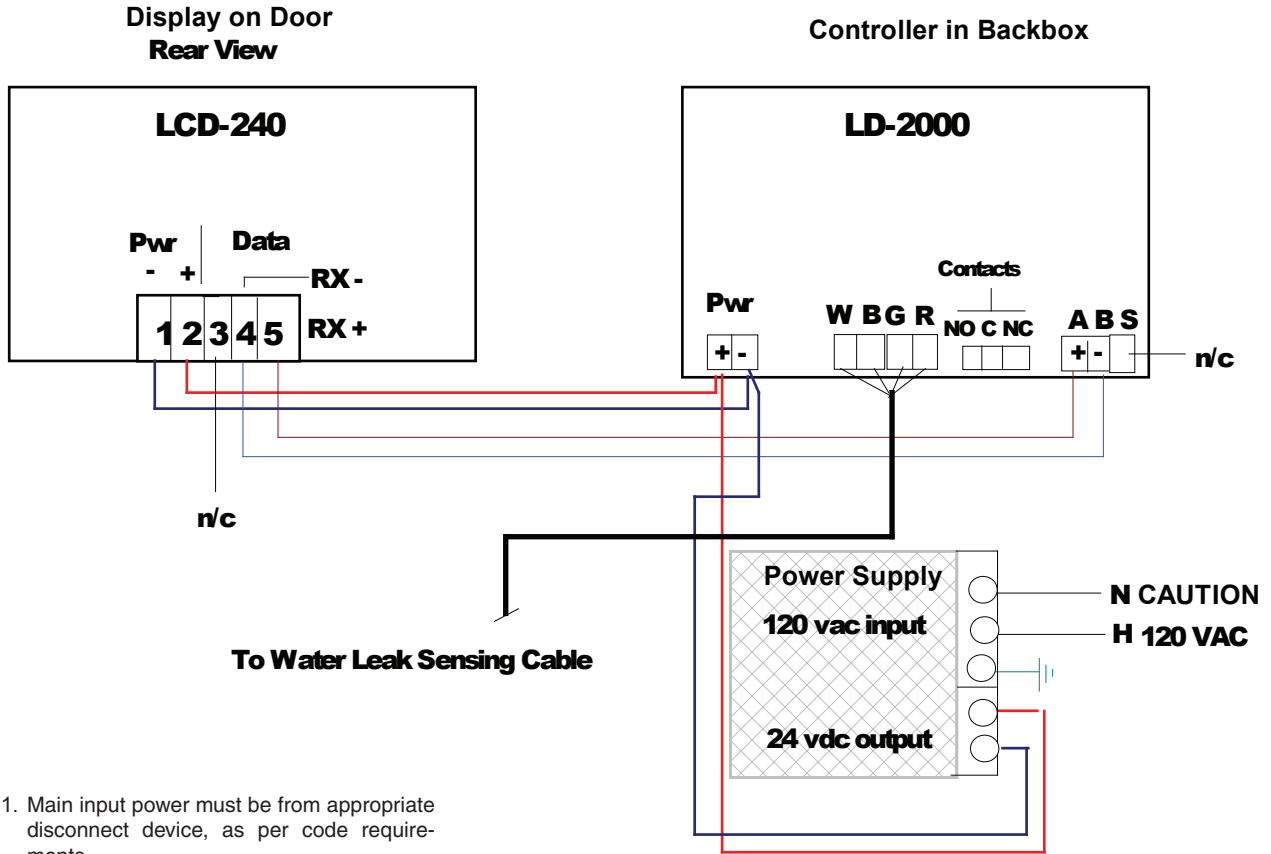 Display on Door
Rear View
Controller in Backbox
LCD-240
LD-2000
Pwr
Data
- +
RX -
1 2 3 4 5
RX +
n/c
Contacts
Pwr
W B G R
NO C NC
A B S
+ -
+ -
n/c
To Water Leak Sensing Cable
Power Supply
120 vac input
24 vdc output
N CAUTION
H 120 VAC
1. Main input power must be from appropriate
disconnect device, as per code require-